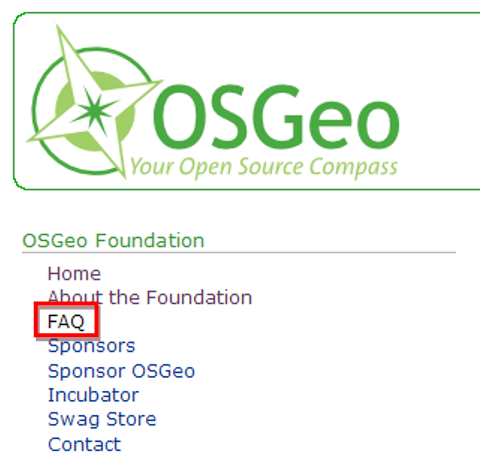 OSGeo
Your Open Source Compass
OSGeo Foundation
Home
About the Foundation
FAQ
Sponsors
Sponsor OSGeo
Incubator
Swag Store
Contact